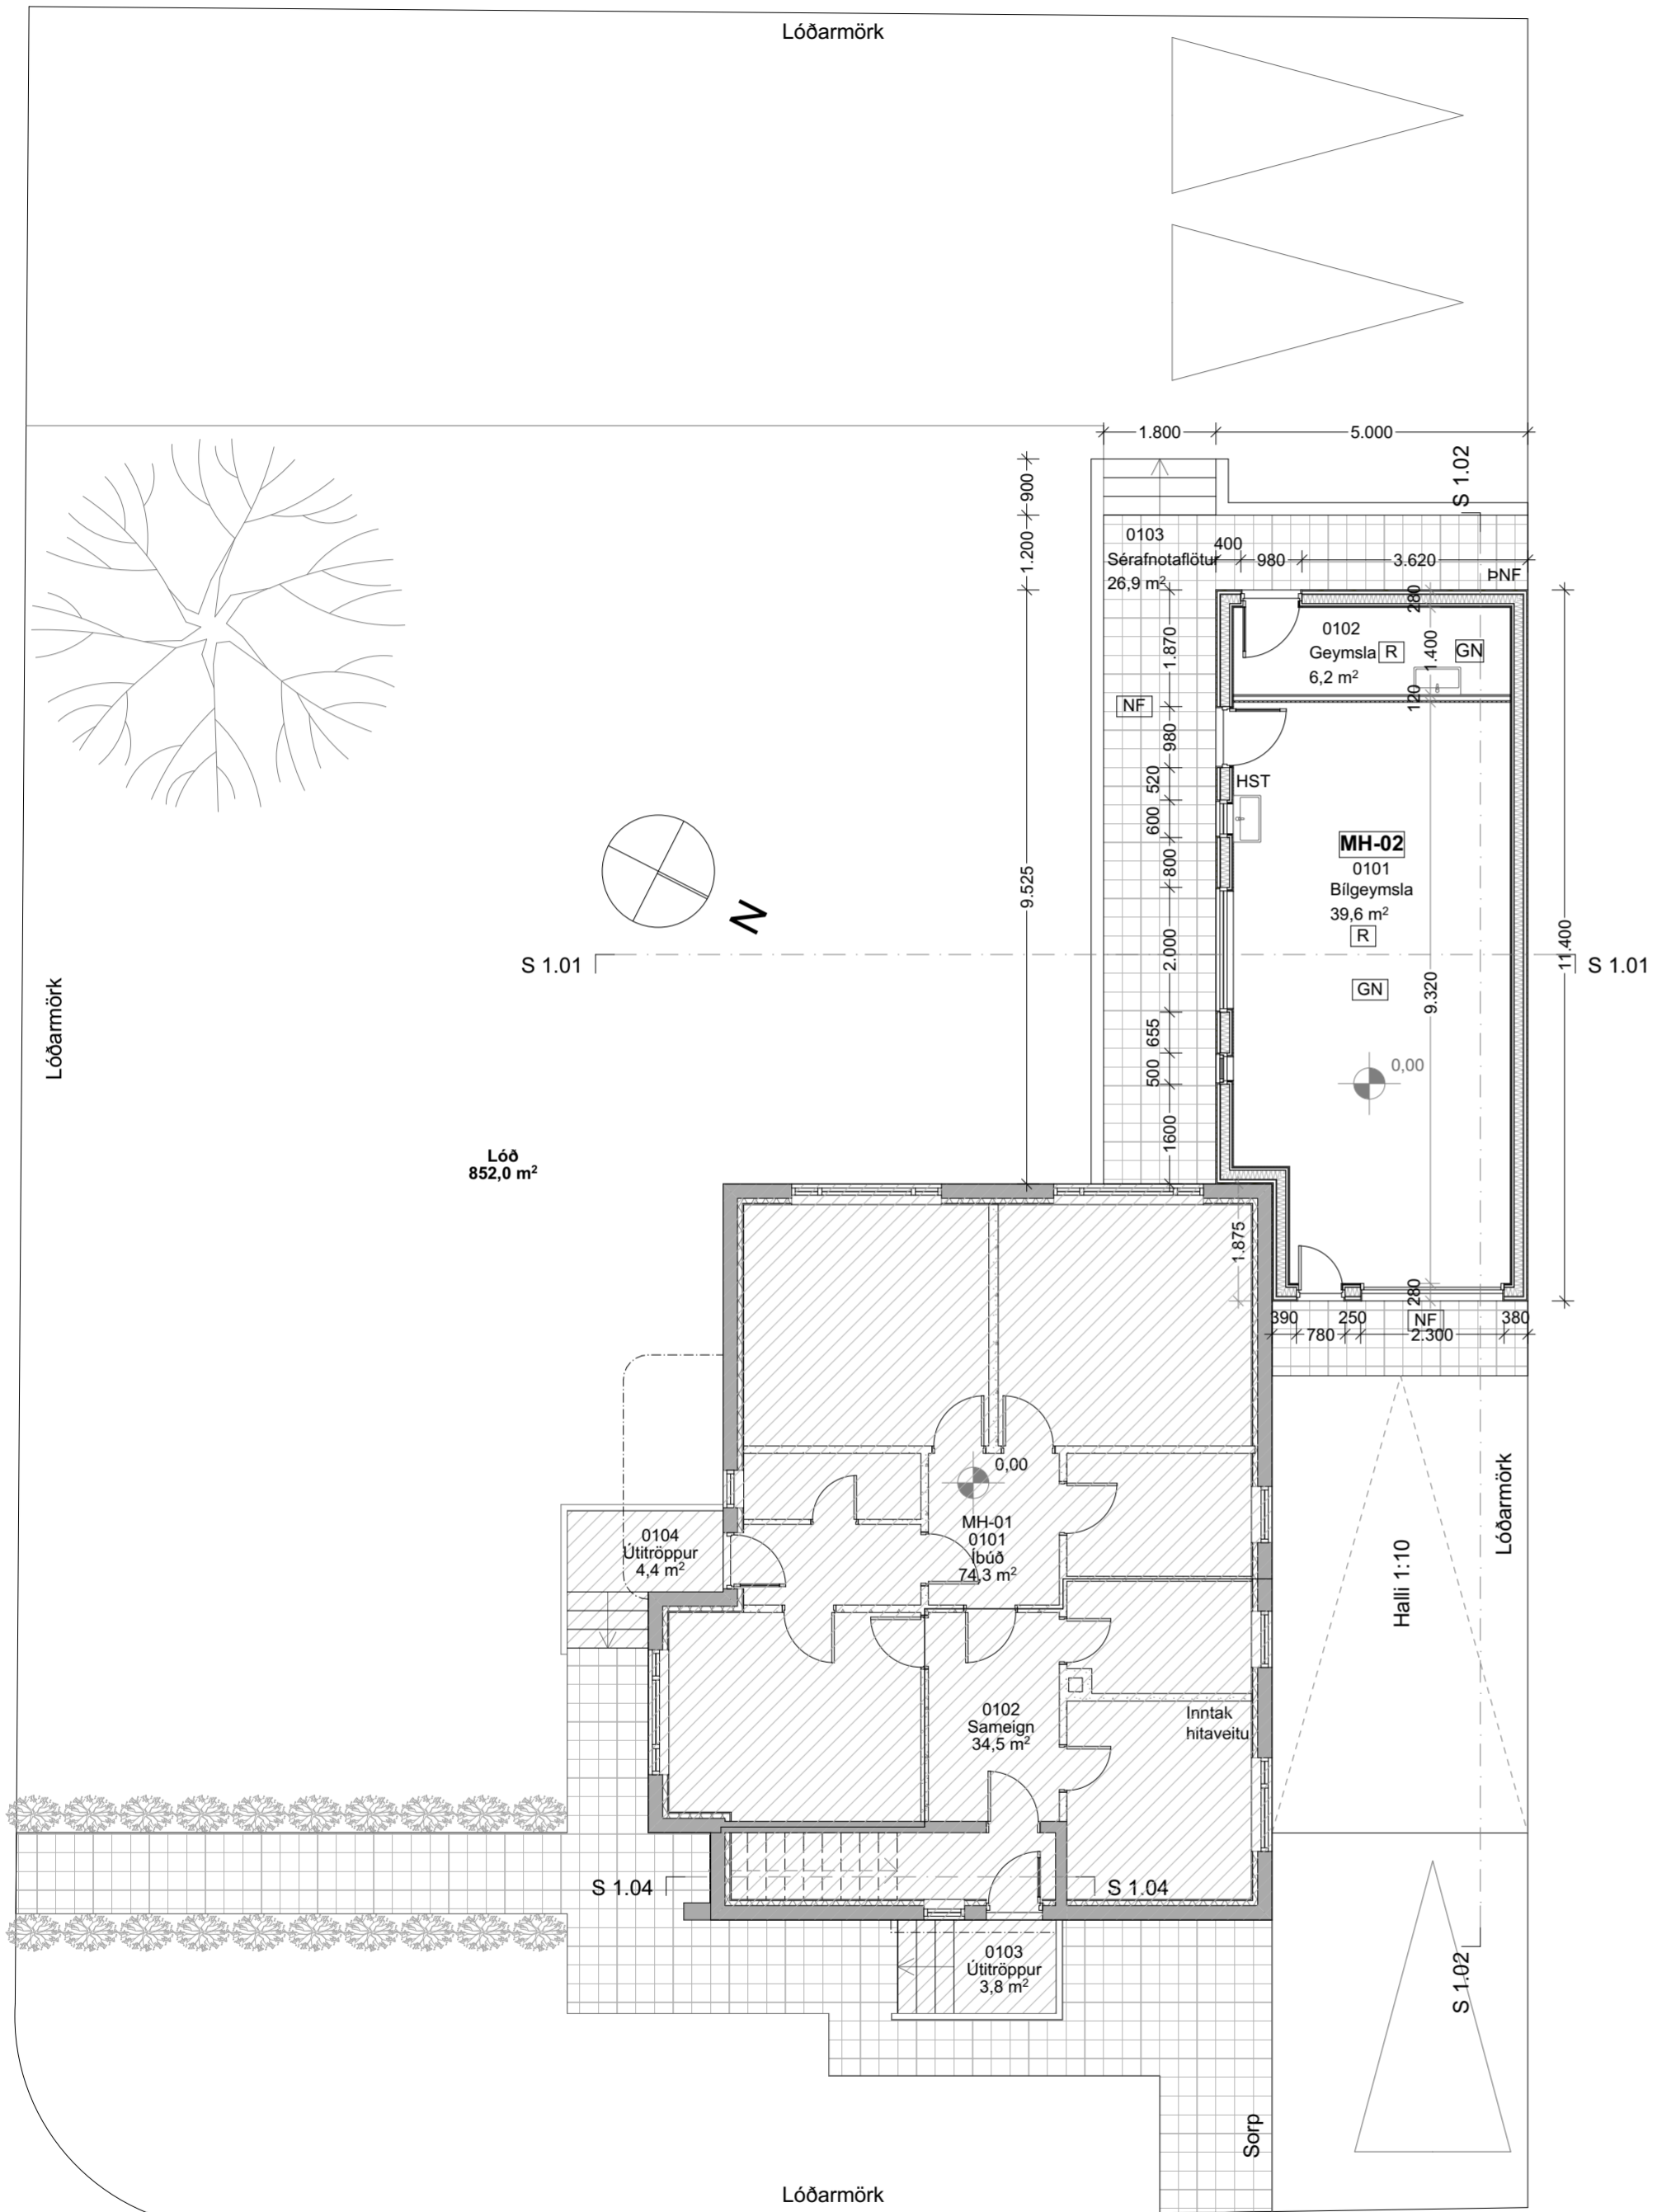 Lóðarmörk
S 1.02
1.800
5.000
900
1.200
0103
Sérafnotaflötur
26,9 m²
400
980
3.620
ÞNF
280
0102
Geymsla R
6,2 m²
GN
1.400
120
1.870
NF
980
520
HST
600
800
MH-02
0101
Bílgeymsla
39,6 m²
R
GN
9.525
2.000
9.320
11.400
S 1.01
S 1.01
N
655
500
1600
0,00
Lóðarmörk
Lóð
852,0 m²
1.875
280
390
250
NF
380
780
2.300
0,00
MH-01
0101
Íbúð
74,3 m²
0104
Útitröppur
4,4 m²
Halli 1:10
Lóðarmörk
0102
Sameign
34,5 m²
Inntak
hitaveitu
S 1.04
S 1.04
0103
Útitröppur
3,8 m²
S 1.02
Sorp
Lóðarmörk